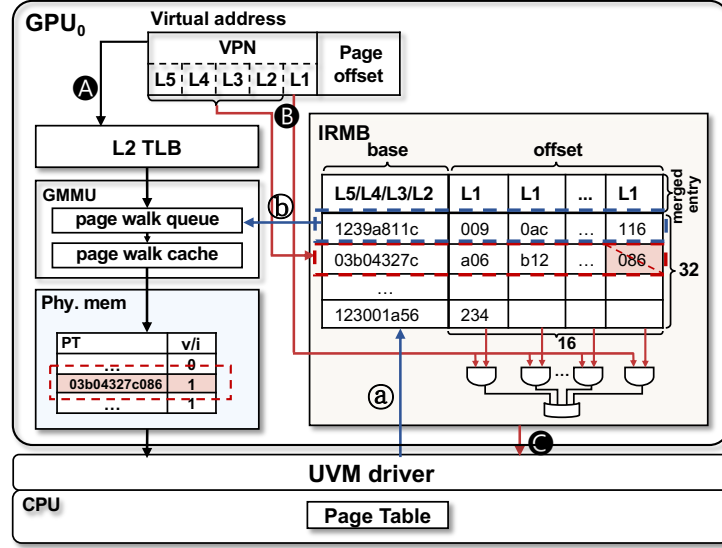 GPU0
Virtual address
VPN
Page offset
L5 L4 L3 L2 L1
A
B
L2 TLB
GMMU
page walk queue
page walk cache
b
Phy. mem
PT v/i
... 0
03b04327c086 1
... 1
IRMB
base offset
L5/L4/L3/L2 L1 L1 ... L1
merged entry
1239a811c 009 0ac ... 116
03b04327c a06 b12 ... 086
...
123001a56 234
32
16
...
a
C
UVM driver
CPU
Page Table